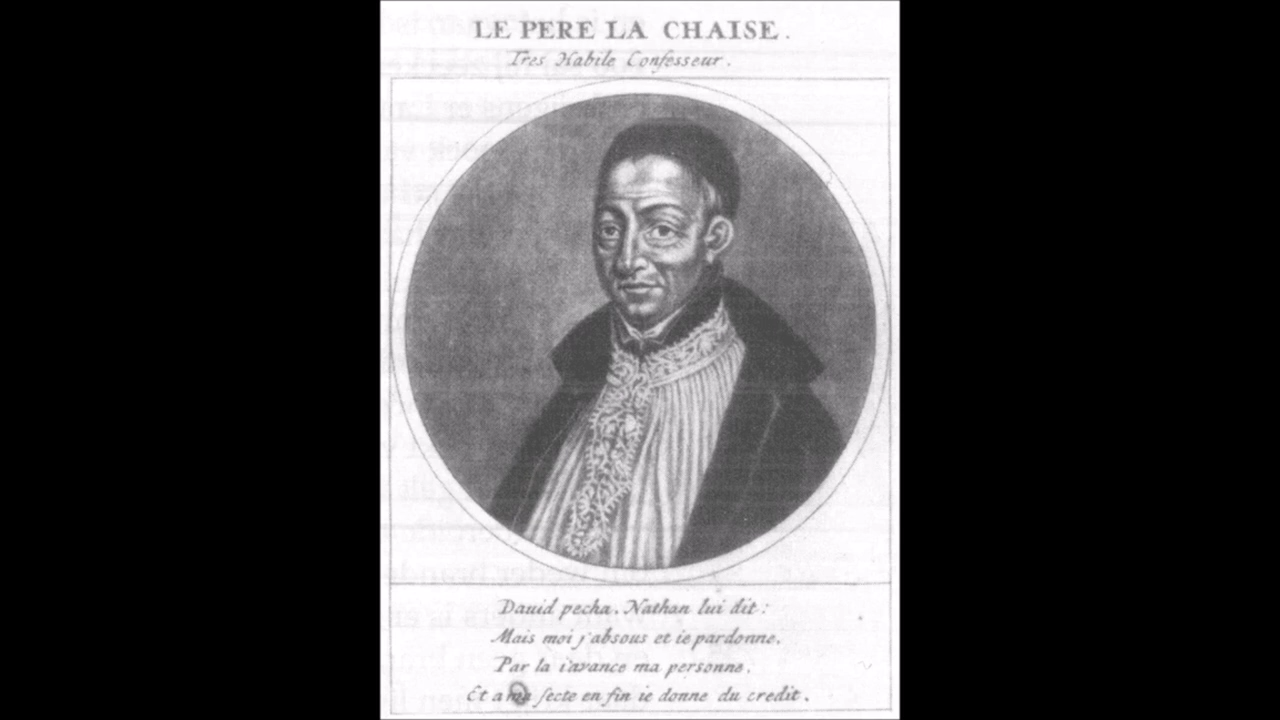 LE PERE LA CHAISE.
Tres Habile Confesseur.
Dauid pecha. Nathan lui dit:
Mais moi j'absous et ie pardonne.
Par la i'avance ma personne.
Et a ma secte en fin ie donne du credit.